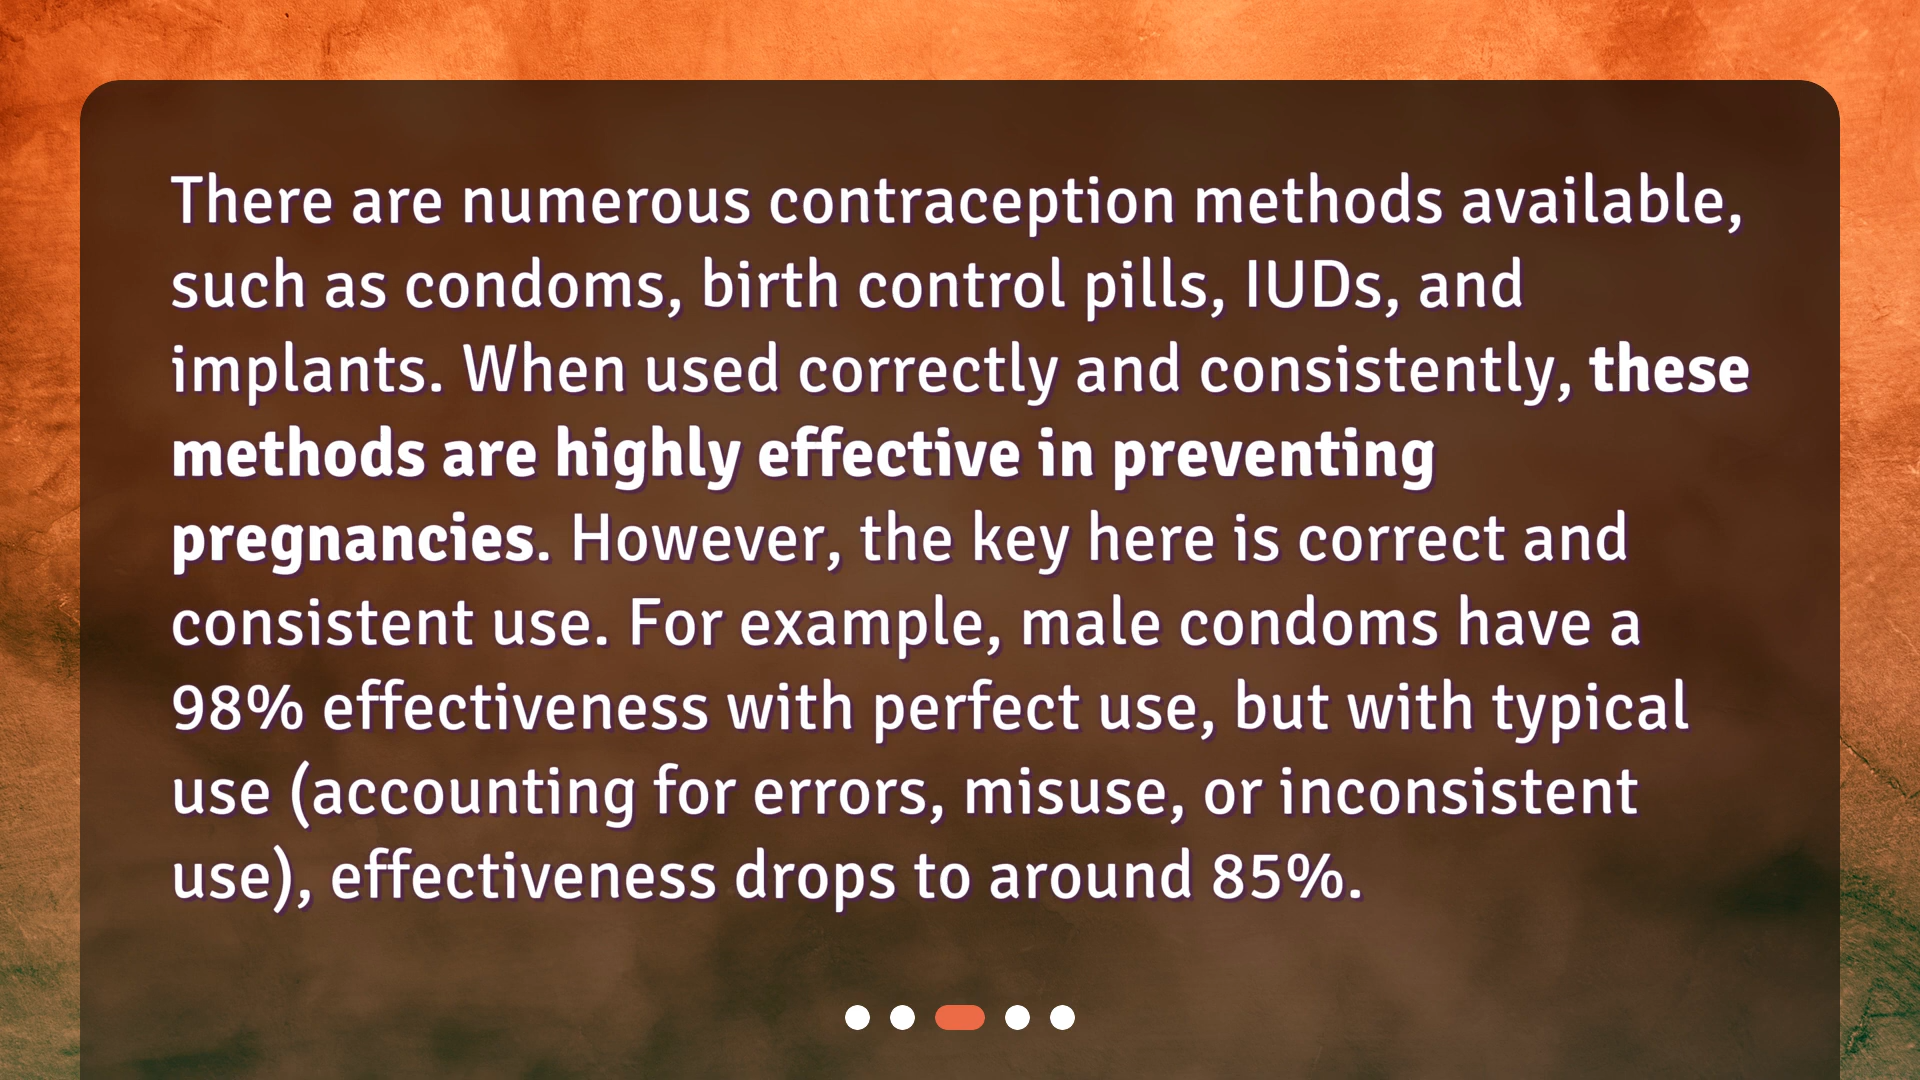 There are numerous contraception methods available,
such as condoms, birth control pills, IUDs, and
implants. When used correctly and consistently, these
methods are highly effective in preventing
pregnancies. However, the key here is correct and
consistent use. For example, male condoms have a
98% effectiveness with perfect use, but with typical
use (accounting for errors, misuse, or inconsistent
use), effectiveness drops to around 85%.